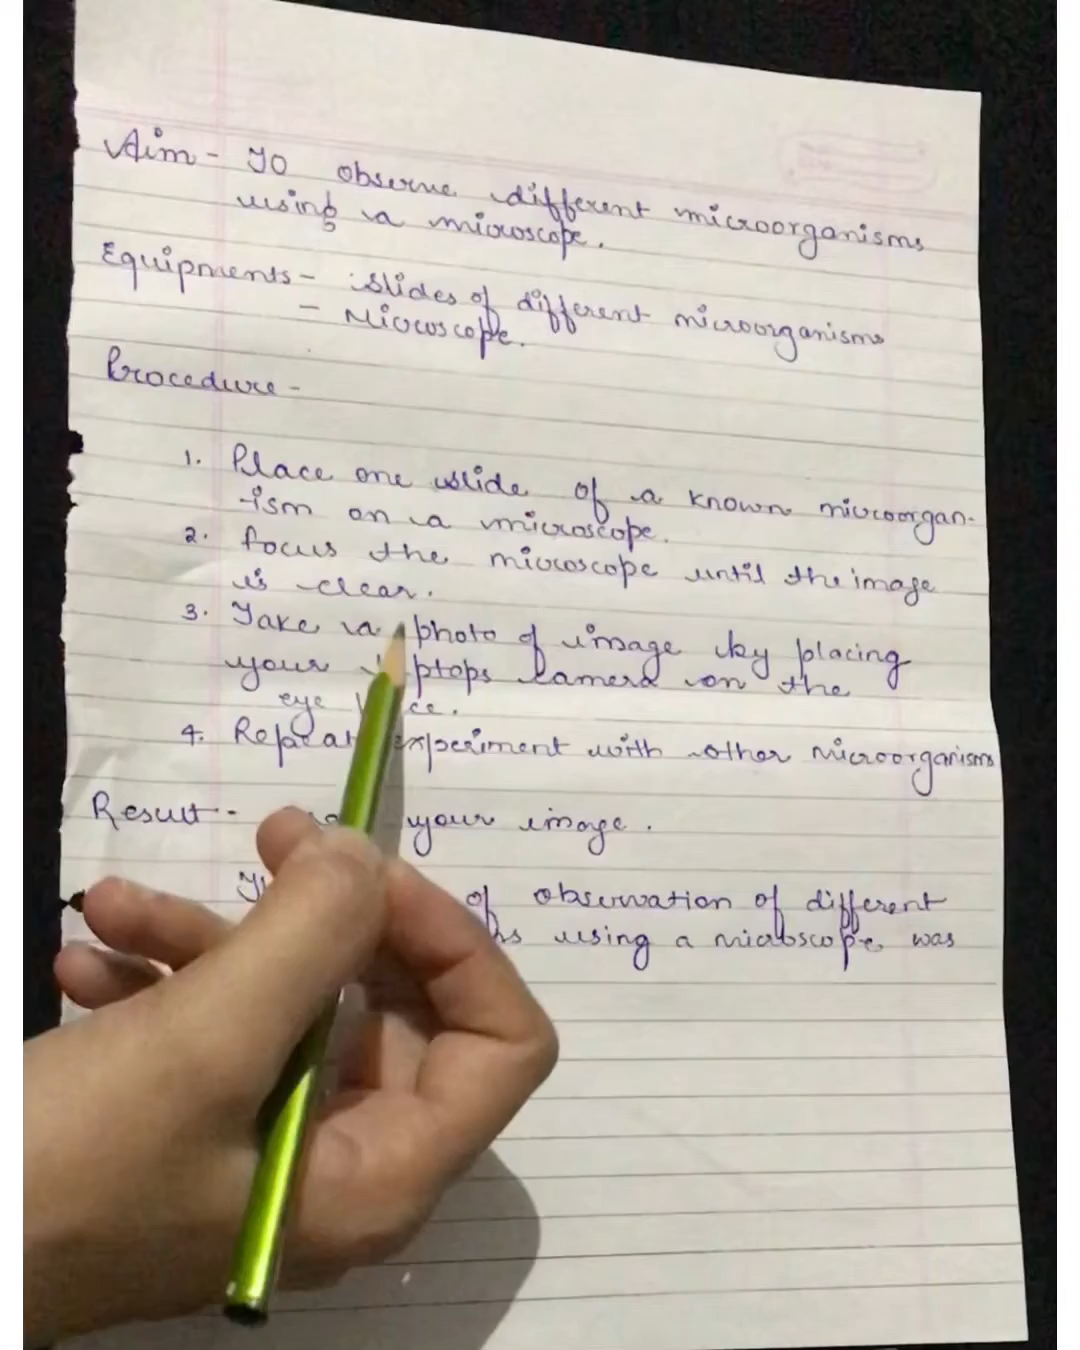 Aim - To observe different microorganisms
using a microscope.
Equipments - slides of different microorganisms
- Microscope.
Procedure -
1. Place one slide of a known microorgan-
-ism on a microscope.
2. focus the microscope until the image
is clear.
3. Take a photo of image by placing
your camera on the
eye
4. Repeat experiment with other microorganisms
Result - your image.
of observation of different
using a microscope was